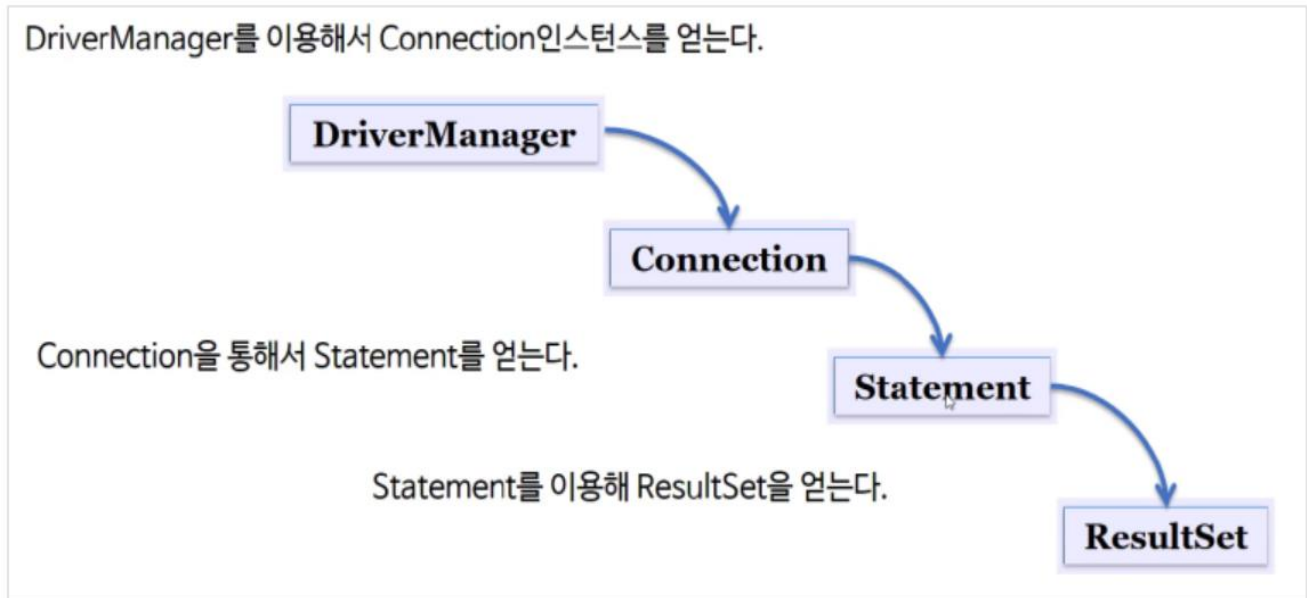 DriverManager를 이용해서 Connection인스턴스를 얻는다.
DriverManager
Connection
Connection을 통해서 Statement를 얻는다.
Statement
Statement를 이용해 ResultSet을 얻는다.
ResultSet